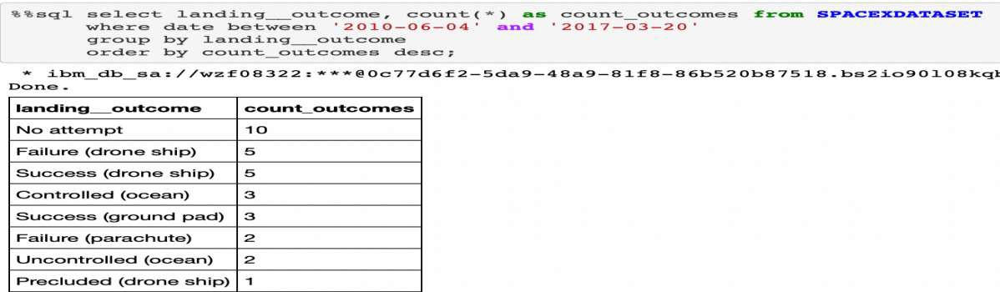 %%sql select landing__outcome, count(*) as count_outcomes from SPACEXDATASET
where date between '2010-06-04' and '2017-03-20'
group by landing__outcome
order by count_outcomes desc;
* ibm_db_sa://wzf08322:***@0c77d6f2-5da9-48a9-81f8-86b520b87518.bs2io90l08kqb
Done.
landing__outcome count_outcomes
No attempt 10
Failure (drone ship) 5
Success (drone ship) 5
Controlled (ocean) 3
Success (ground pad) 3
Failure (parachute) 2
Uncontrolled (ocean) 2
Precluded (drone ship) 1